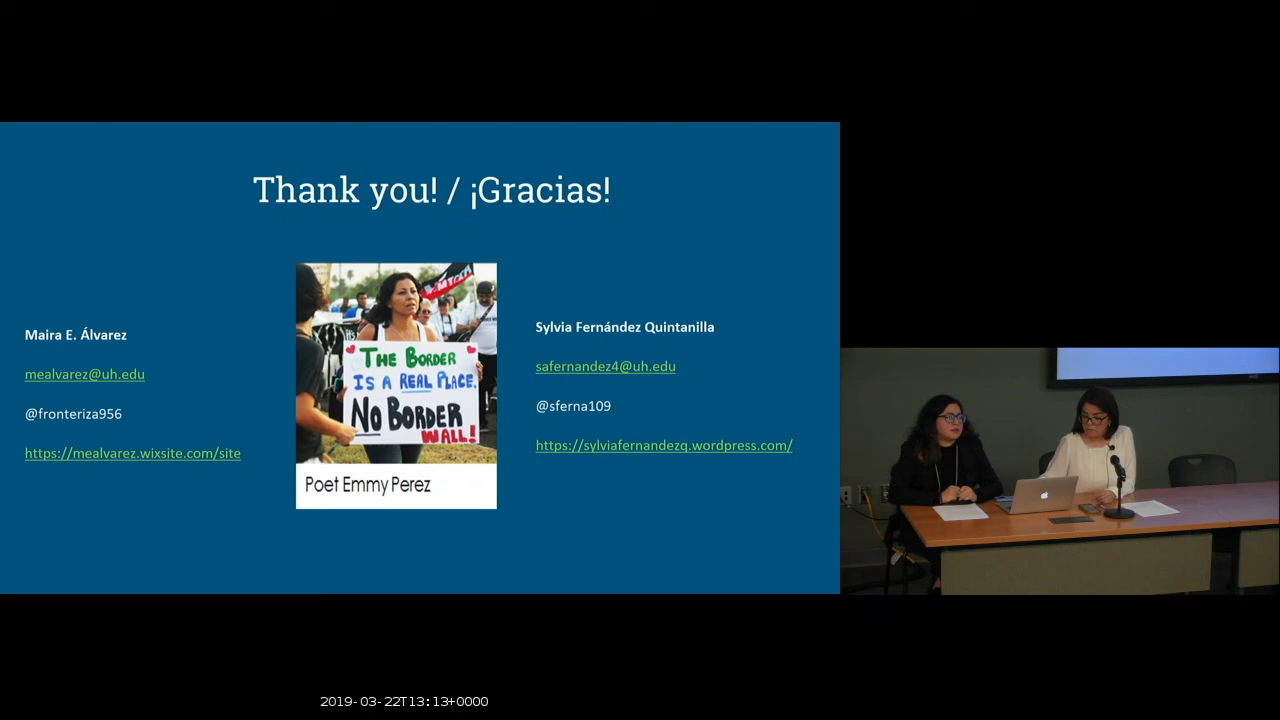 Thank you! / ¡Gracias!
Maira E. Álvarez
mealvarez@uh.edu
@fronteriza956
https://mealvarez.wixsite.com/site
THE BORDER
IS A REAL PLACE.
NO BORDER
WALL!
Poet Emmy Perez
Sylvia Fernández Quintanilla
safernandez4@uh.edu
@sferna109
https://sylviafernandezq.wordpress.com/
2019-03-22T13:13+0000